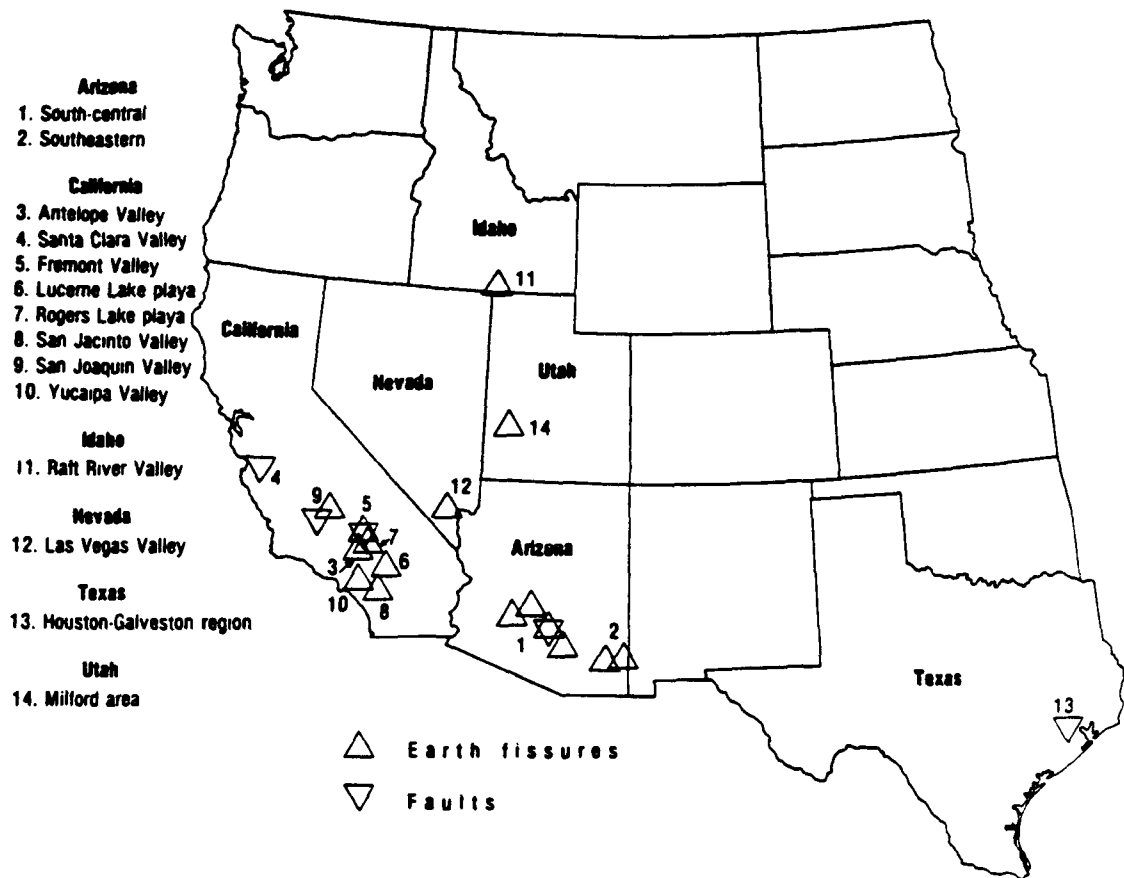 Arizona
1. South-central
2. Southeastern
California
3. Antelope Valley
4. Santa Clara Valley
5. Fremont Valley
6. Lucerne Lake playa
7. Rogers Lake playa
8. San Jacinto Valley
9. San Joaquin Valley
10. Yucaipa Valley
Idaho
11. Raft River Valley
Nevada
12. Las Vegas Valley
Texas
13. Houston-Galveston region
Utah
14. Milford area
Idaho
11
California
Nevada
Utah
14
4
9
5
12
7
3
6
10
8
Arizona
1
2
Texas
13
Earth fissures
Faults